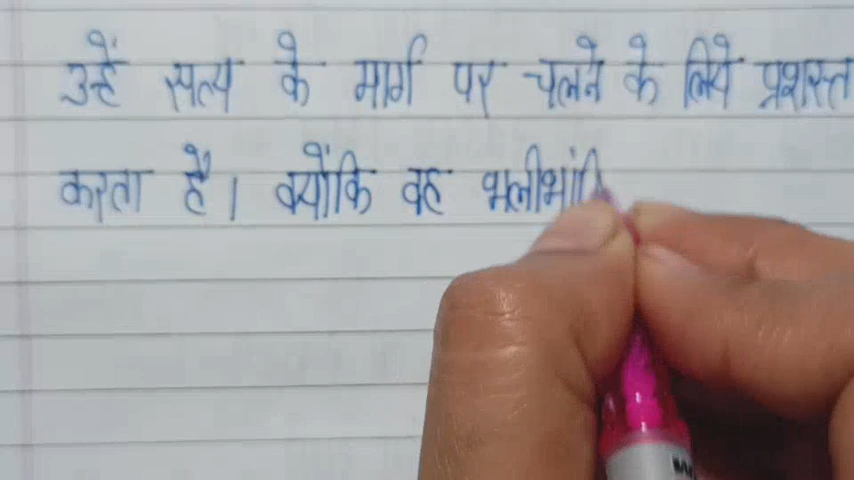 उन्हें सत्य के मार्ग पर चलने के लिये प्रशस्त
करता है। क्योंकि वह भलीभांि